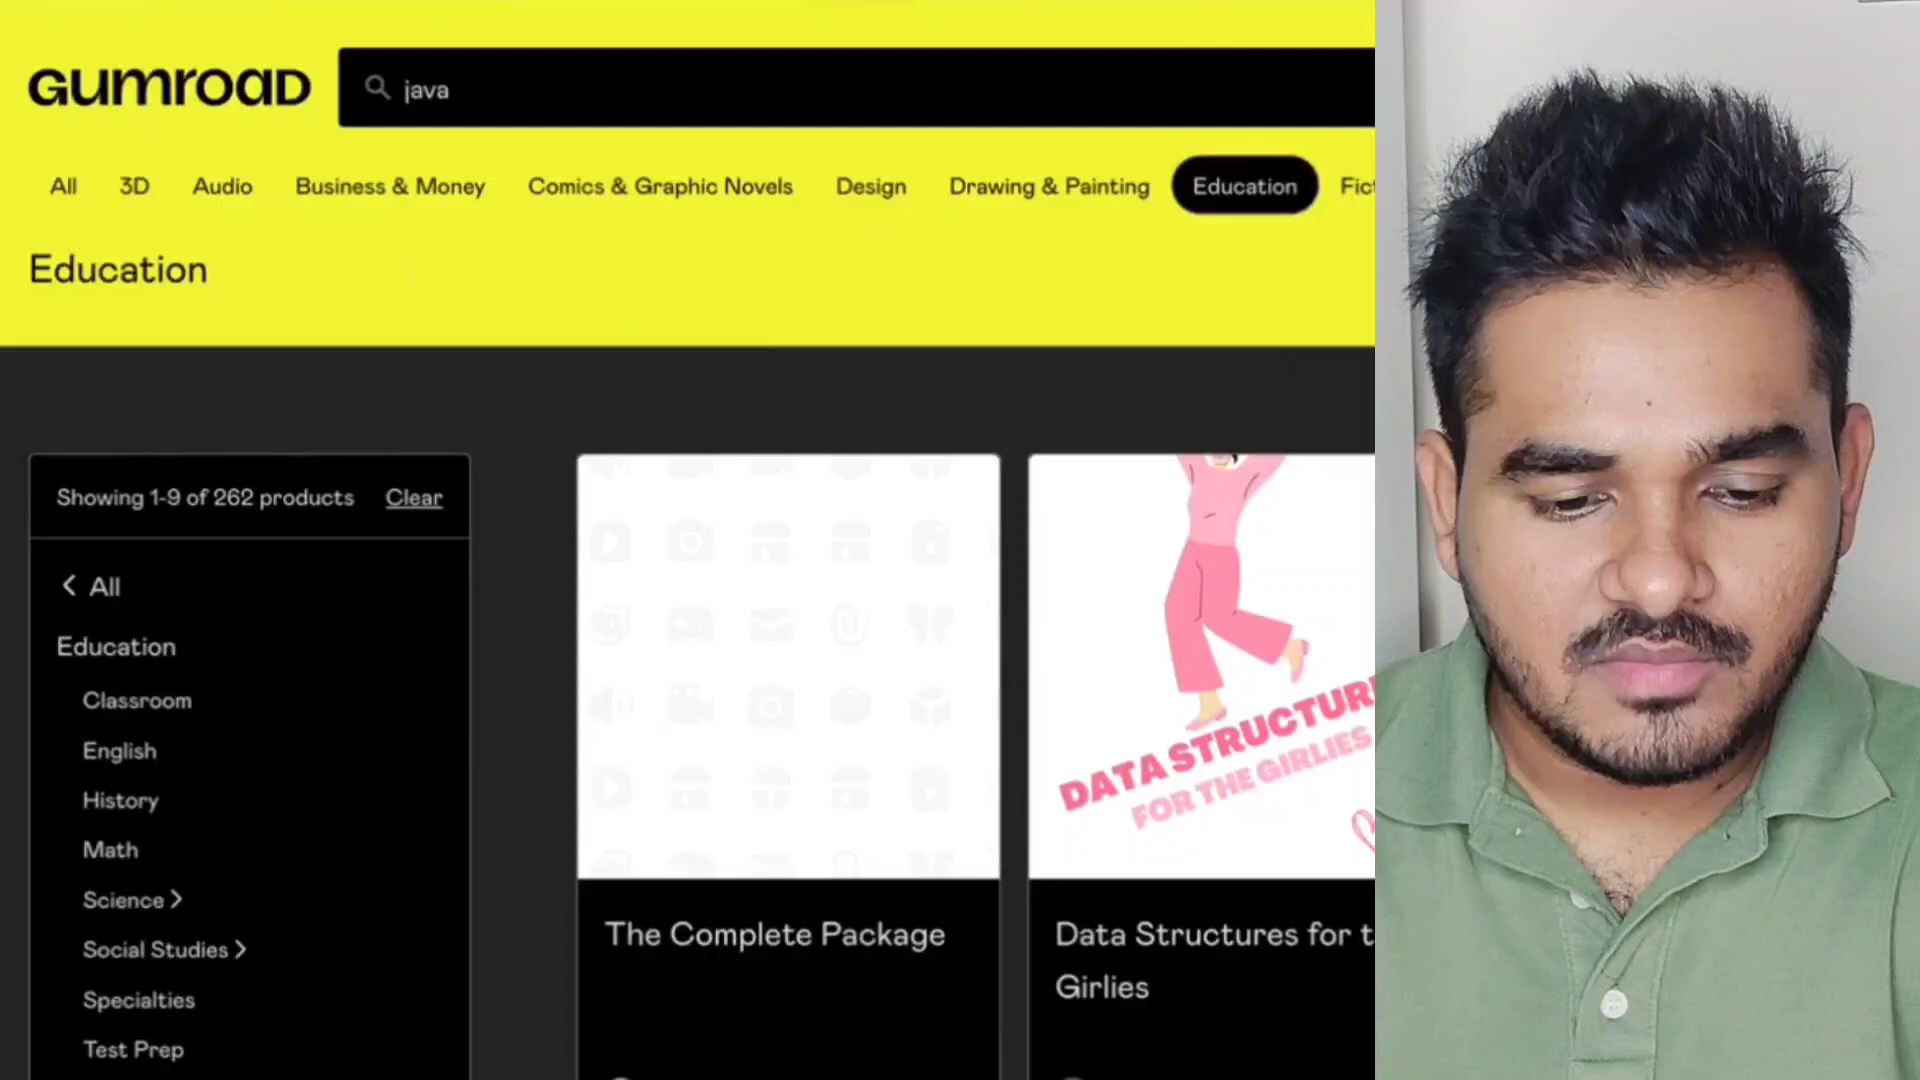 GUMROAD
java
All 3D Audio Business & Money Comics & Graphic Novels Design Drawing & Painting Education
Education
Showing 1-9 of 262 products Clear
All
Education
Classroom
English
History
Math
Science
Social Studies
Specialties
Test Prep
DATA STRUCTUR
FOR THE GIRLIES
The Complete Package
Data Structures for t
Girlies